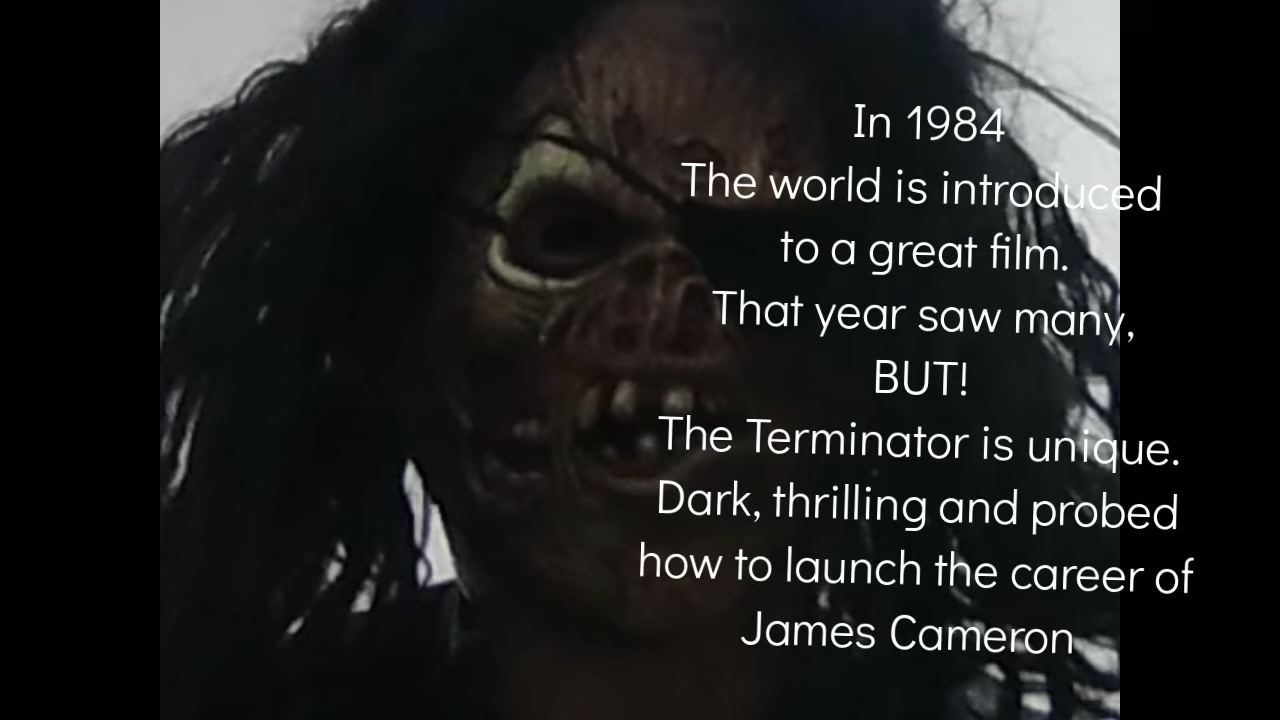 In 1984
The world is introduced
to a great film.
That year saw many,
BUT!
The Terminator is unique.
Dark, thrilling and probed
how to launch the career of
James Cameron